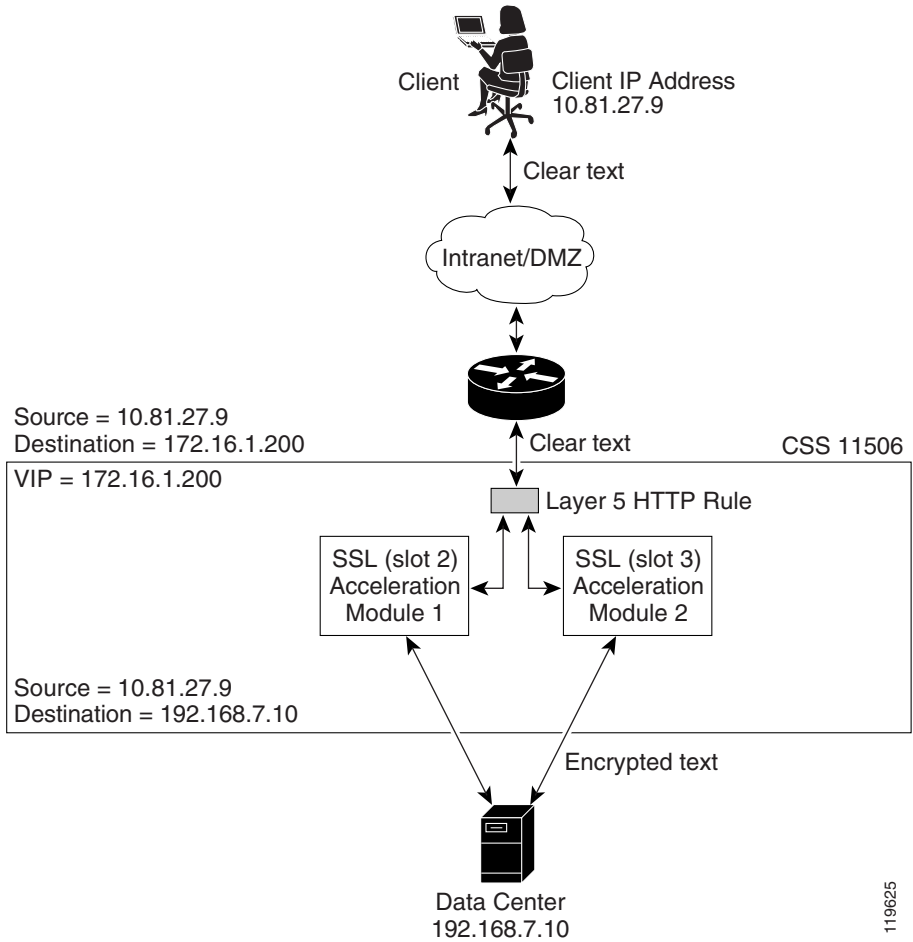 Client
Client IP Address
10.81.27.9
Clear text
Intranet/DMZ
Source = 10.81.27.9
Destination = 172.16.1.200
Clear text
CSS 11506
VIP = 172.16.1.200
Layer 5 HTTP Rule
SSL (slot 2)
Acceleration
Module 1
SSL (slot 3)
Acceleration
Module 2
Source = 10.81.27.9
Destination = 192.168.7.10
Encrypted text
Data Center
192.168.7.10
119625